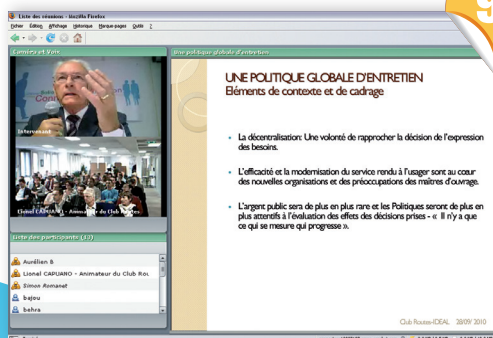 Liste des réunions - Mozilla Firefox
Fichier Édition Affichage Historique Marque-pages Outils ?
Caméra et Voix
Intervenant
Lionel CAPUANO - Animateur du Club Routes
Liste des participants (12)
Aurélien B
Lionel CAPUANO - Animateur du Club Rou
Simon Romanet
bajou
behra
Une politique globale d'entretien
UNE POLITIQUE GLOBALE D'ENTRETIEN
Eléments de contexte et de cadrage
• La décentralisation: Une volonté de rapprocher la décision de l'expression
des besoins.
• L'efficacité et la modernisation du service rendu à l'usager sont au cœur
des nouvelles organisations et des préoccupations des maîtres d'ouvrage.
• L'argent public sera de plus en plus rare et les Politiques seront de plus en
plus attentifs à l'évaluation des effets des décisions prises - « Il n'y a que
ce qui se mesure qui progresse ».
Club Routes-IDEAL 28/09/ 2010